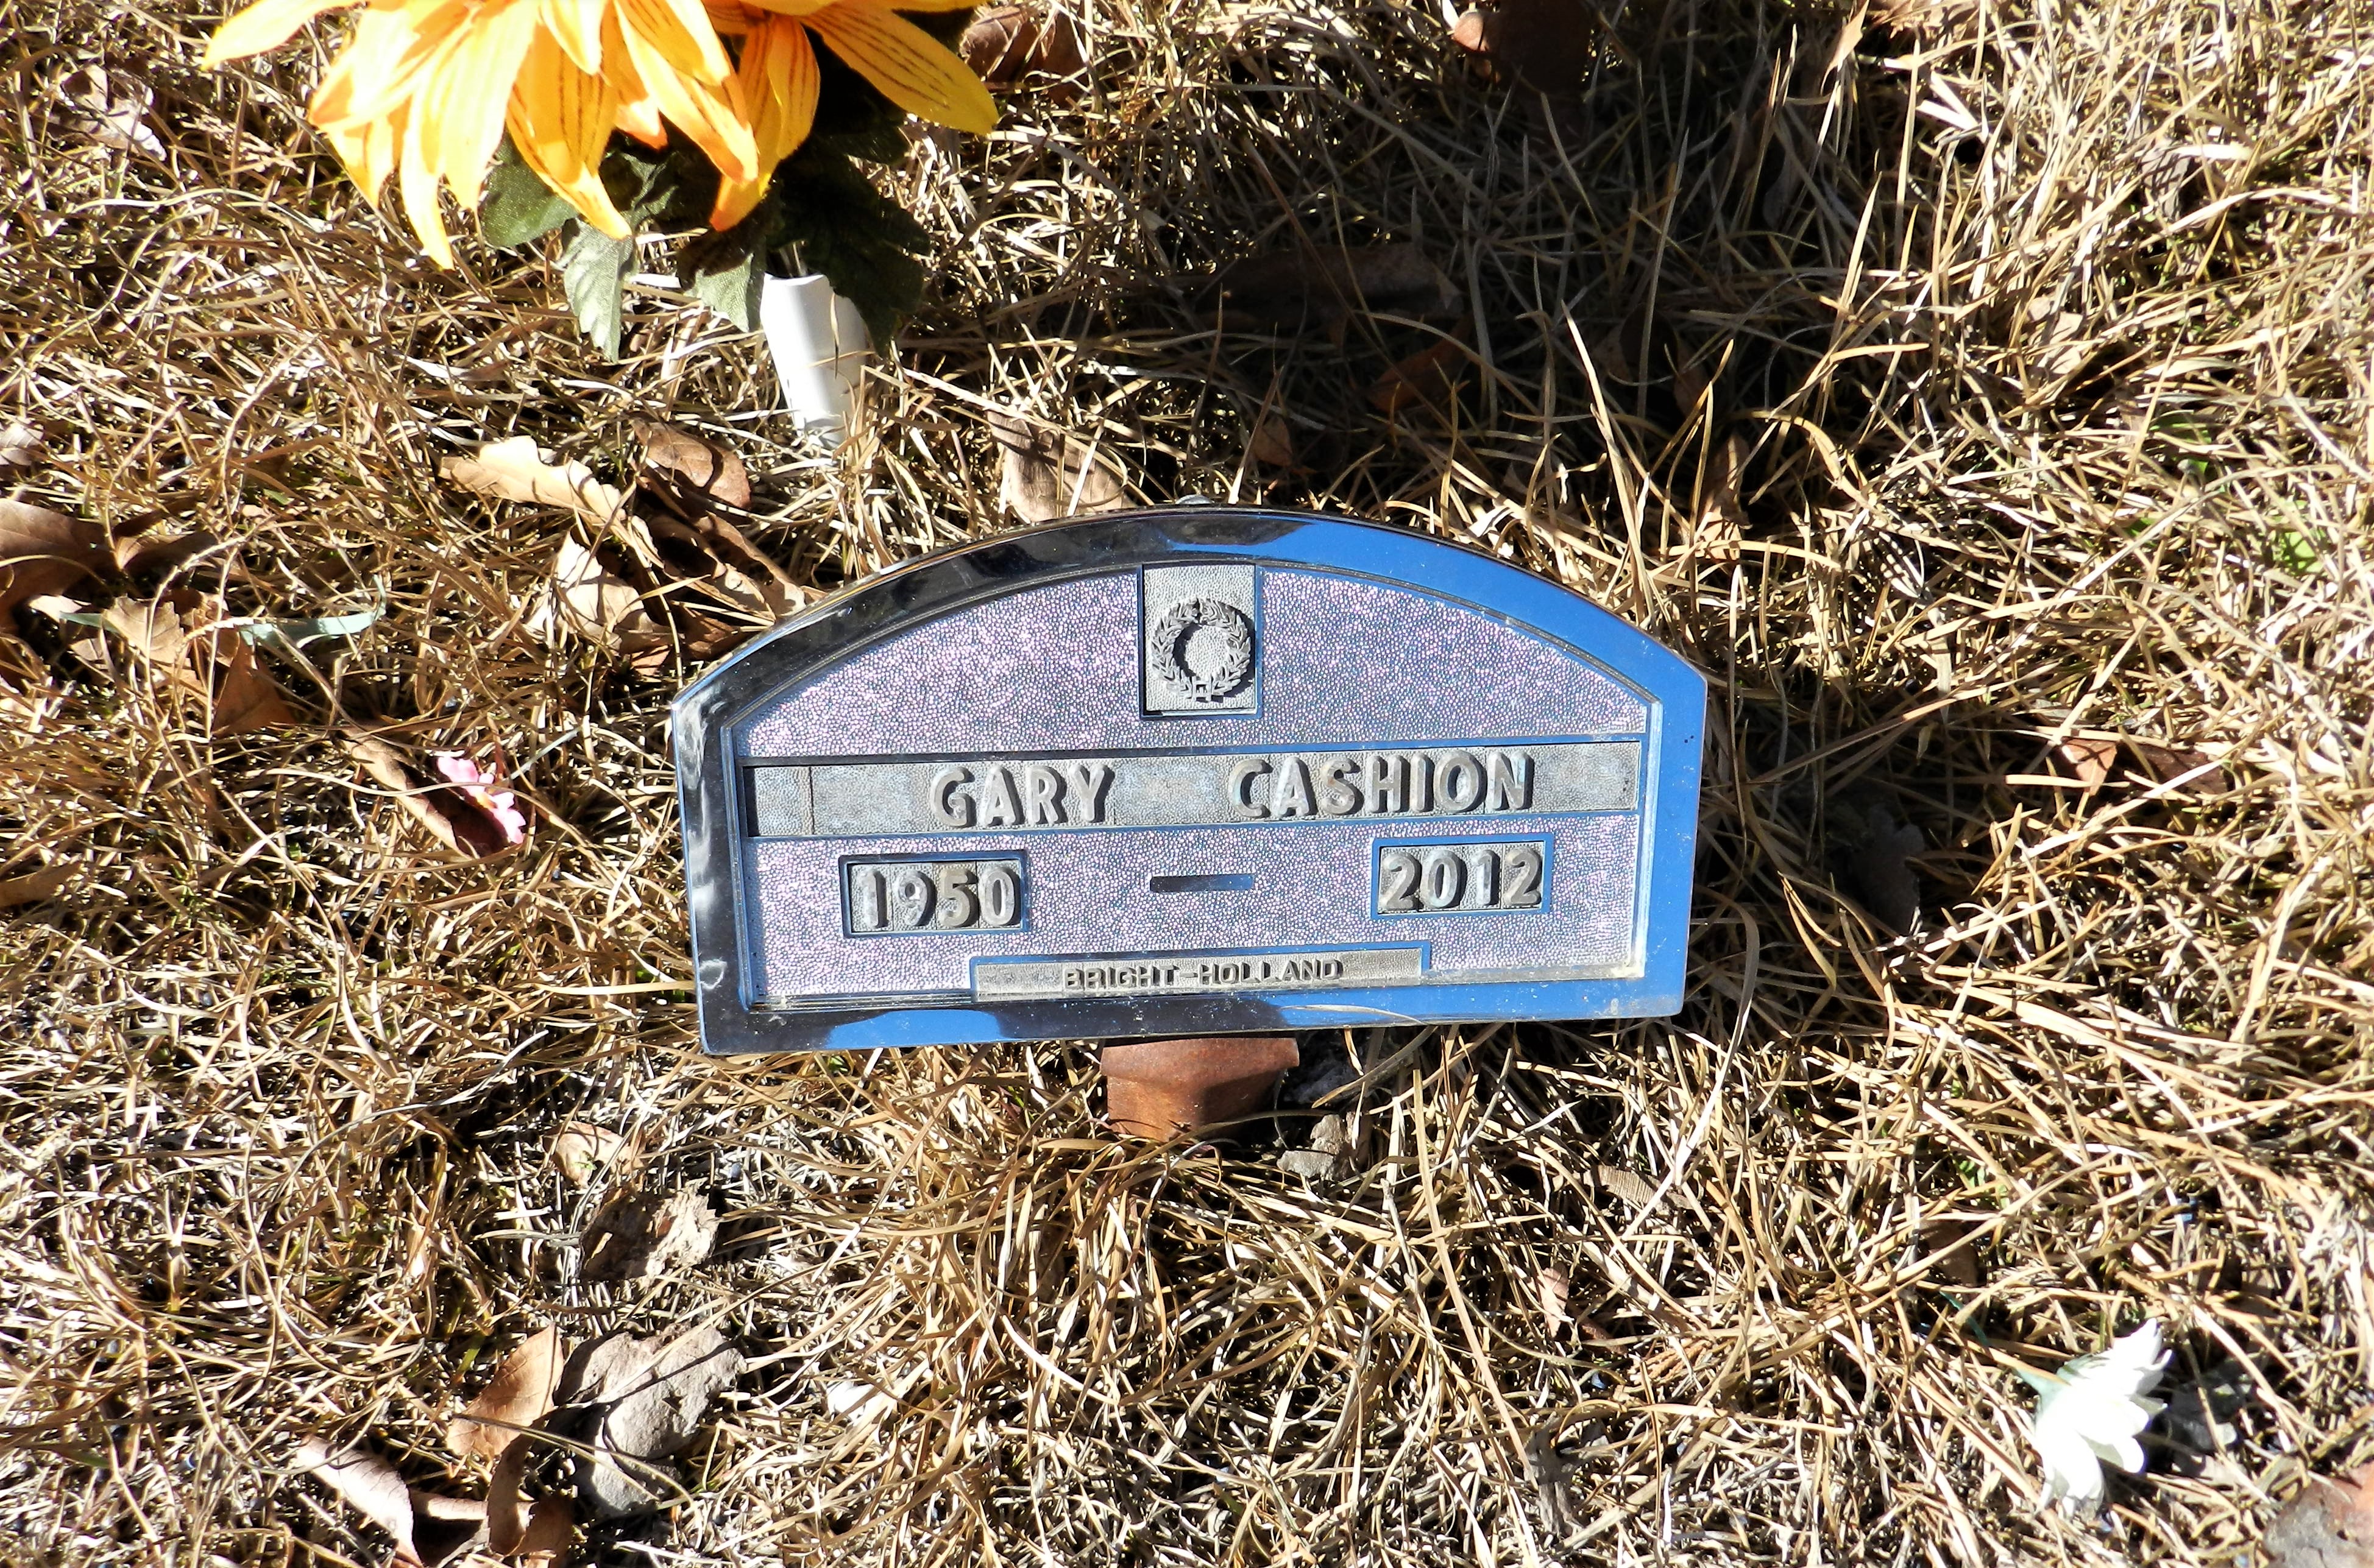 GARY CASHION
1950 - 2012
BRIGHT-HOLLAND